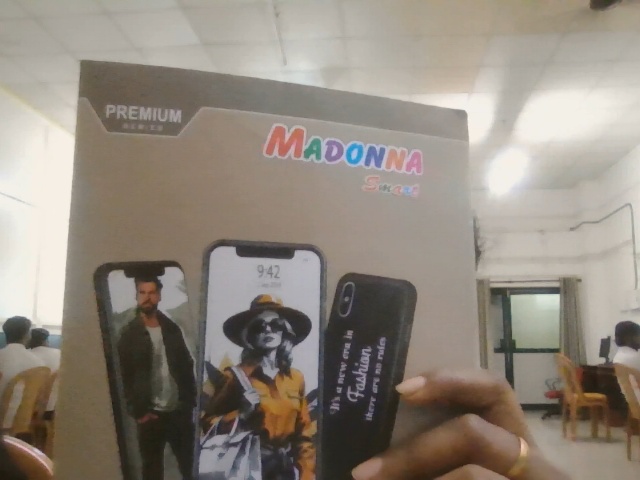 PREMIUM
MADONNA
Smart
9:42
It's a new era in
Fashion
there are no rules